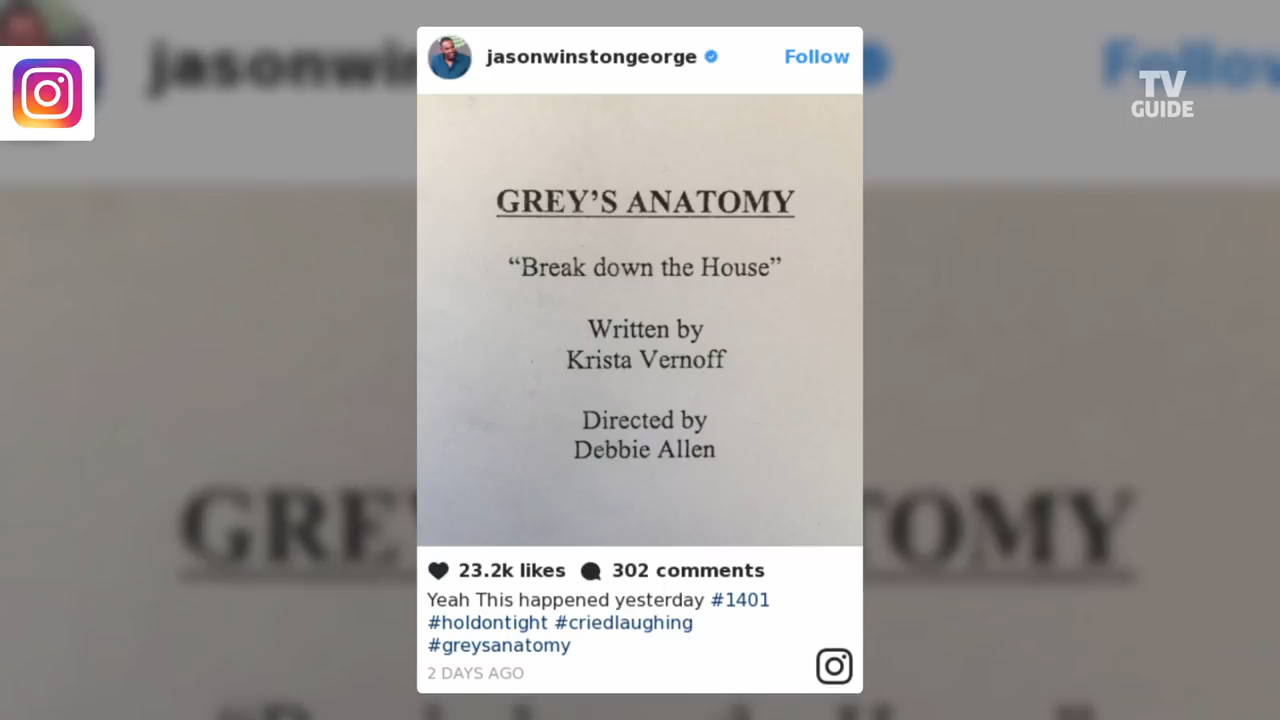 jasonwinstongeorge
Follow
TV
GUIDE
GREY’S ANATOMY
“Break down the House”
Written by
Krista Vernoff
Directed by
Debbie Allen
23.2k likes 302 comments
Yeah This happened yesterday #1401
#holdontight #criedlaughing
#greysanatomy
2 DAYS AGO